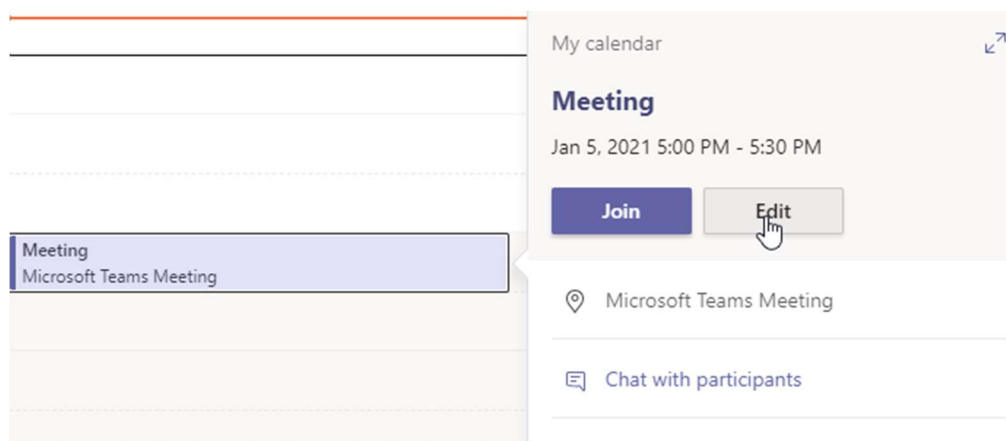 My calendar
Meeting
Jan 5, 2021 5:00 PM - 5:30 PM
Join
Edit
Meeting
Microsoft Teams Meeting
Microsoft Teams Meeting
Chat with participants